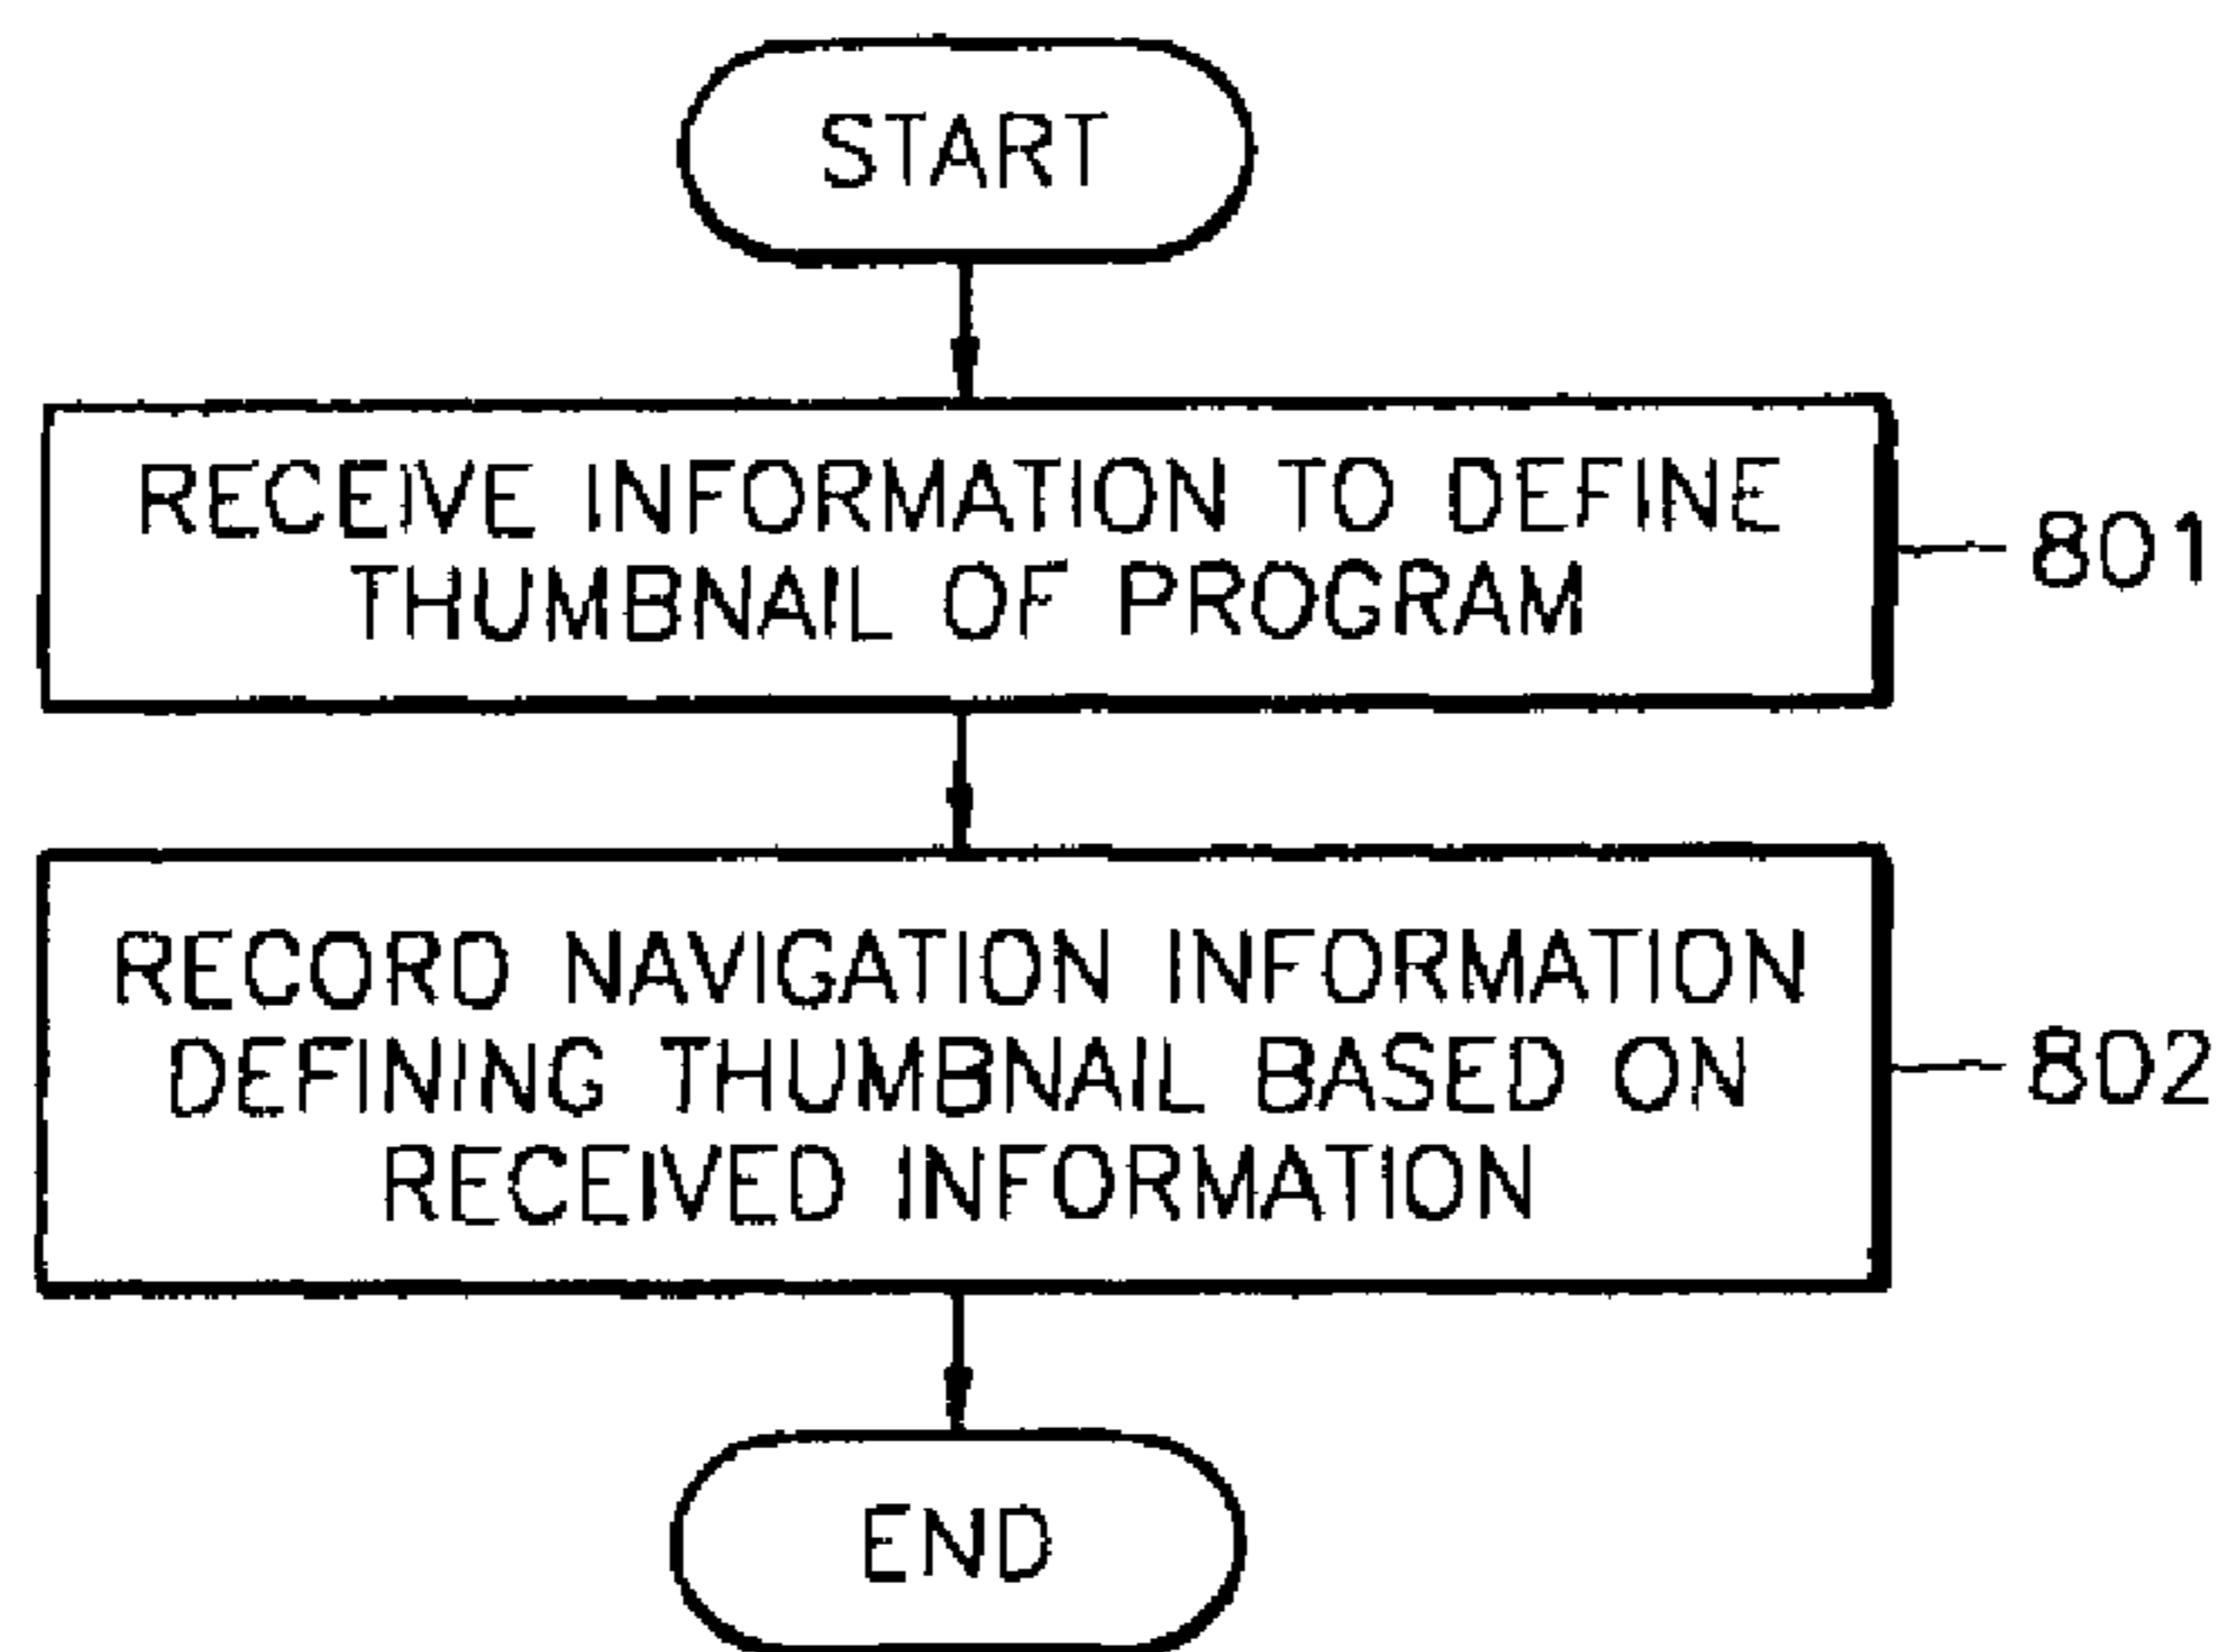 START
RECEIVE INFORMATION TO DEFINE
THUMBNAIL OF PROGRAM
801
RECORD NAVIGATION INFORMATION
DEFINING THUMBNAIL BASED ON
RECEIVED INFORMATION
802
END